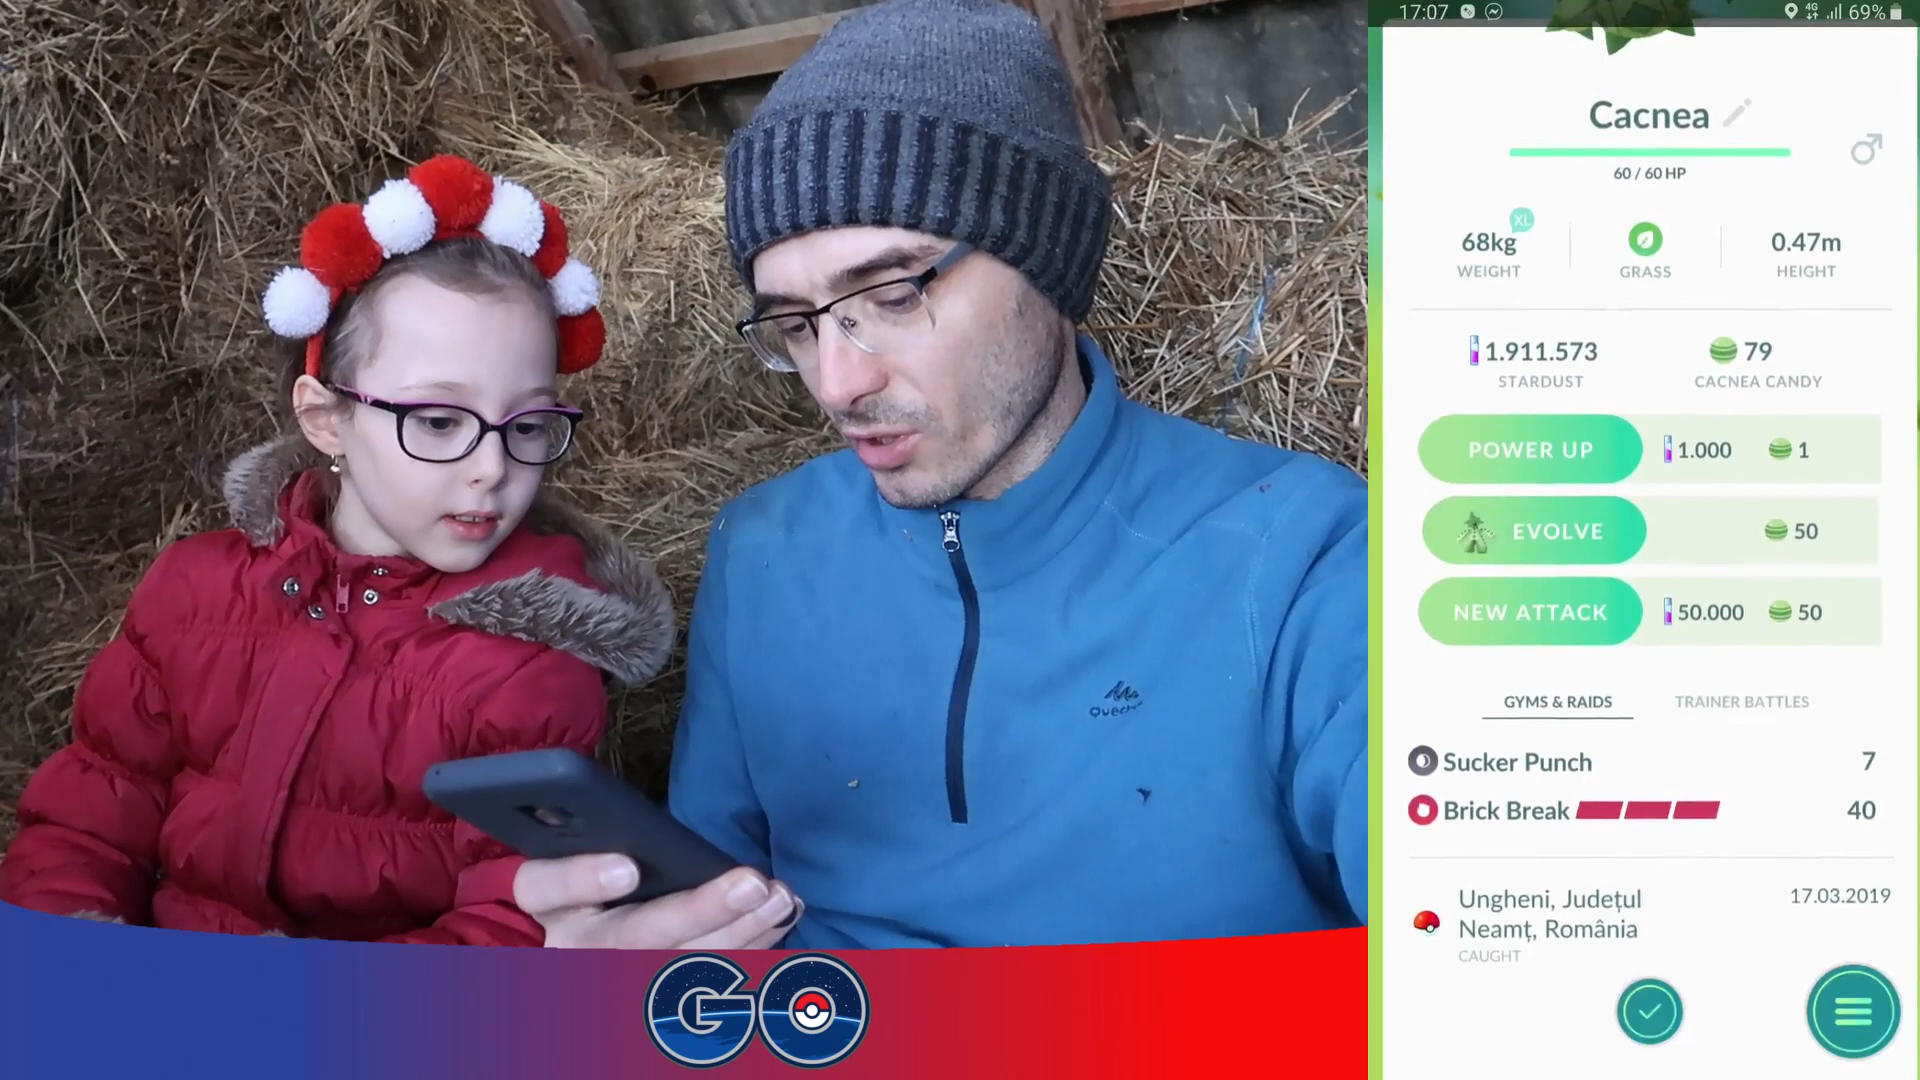 17:07
4G
69%
Cacnea
60 / 60 HP
XL
68kg
WEIGHT
GRASS
0.47m
HEIGHT
1.911.573
STARDUST
79
CACNEA CANDY
POWER UP 1.000 1
EVOLVE 50
NEW ATTACK 50.000 50
GYMS & RAIDS TRAINER BATTLES
Sucker Punch 7
Brick Break 40
Ungheni, Județul
Neamț, România
17.03.2019
CAUGHT
GO